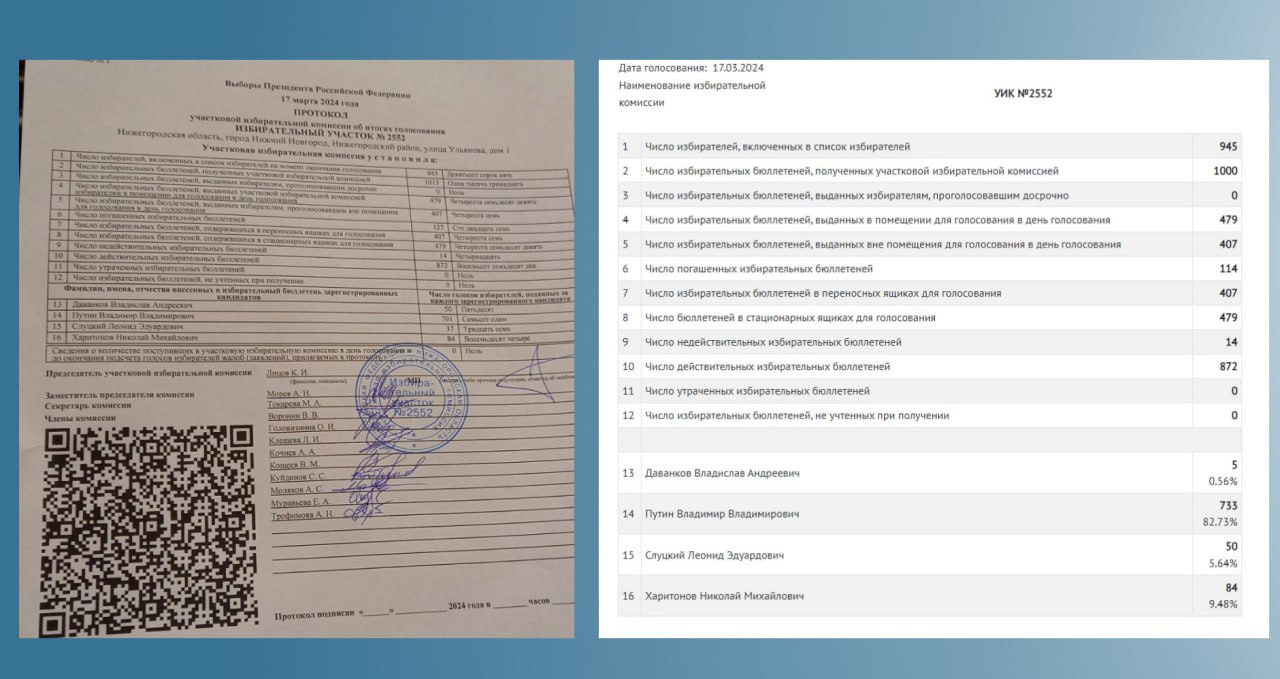 Выборы Президента Российской Федерации
17 марта 2024 года
ПРОТОКОЛ
участковой избирательной комиссии об итогах голосования
ИЗБИРАТЕЛЬНЫЙ УЧАСТОК № 2552
Нижегородская область, город Нижний Новгород, Нижегородский район, улица Ульянова, дом 1
Участковая избирательная комиссия установила:
1 Число избирателей, включенных в список избирателей на момент окончания голосования 945 Девятьсот сорок пять
2 Число избирательных бюллетеней, полученных участковой избирательной комиссией 1013 Одна тысяча тринадцать
3 Число избирательных бюллетеней, выданных избирателям, проголосовавшим досрочно 0 Ноль
4 Число избирательных бюллетеней, выданных участковой избирательной комиссией
избирателям в помещении для голосования в день голосования 479 Четыреста семьдесят девять
5 Число избирательных бюллетеней, выданных избирателям, проголосовавшим вне помещения
для голосования в день голосования 407 Четыреста семь
6 Число погашенных избирательных бюллетеней 127 Сто двадцать семь
7 Число избирательных бюллетеней, содержащихся в переносных ящиках для голосования 407 Четыреста семь
8 Число избирательных бюллетеней, содержащихся в стационарных ящиках для голосования 479 Четыреста семьдесят девять
9 Число недействительных избирательных бюллетеней 14 Четырнадцать
10 Число действительных избирательных бюллетеней 872 Восемьсот семьдесят два
11 Число утраченных избирательных бюллетеней 0 Ноль
12 Число избирательных бюллетеней, не учтенных при получении 0 Ноль
Фамилии, имена, отчества внесенных в избирательный бюллетень зарегистрированных
кандидатов
Число голосов избирателей, поданных за
каждого зарегистрированного кандидата
13 Даванков Владислав Андреевич 50 Пятьдесят
14 Путин Владимир Владимирович 701 Семьсот один
15 Слуцкий Леонид Эдуардович 37 Тридцать семь
16 Харитонов Николай Михайлович 84 Восемьдесят четыре
Сведения о количестве поступивших в участковую избирательную комиссию в день голосования и
до окончания подсчета голосов избирателей жалоб (заявлений), прилагаемых к протоколу 0 Ноль
Председатель участковой избирательной комиссии
(фамилия, инициалы)
МП
Заместитель председателя комиссии Морев А. Н.
Секретарь комиссии Токарева М. А.
Члены комиссии Воронин В. В.
Головизнина О. И.
Клещева Л. И.
Кочнев А. А.
Кощеев В. М.
Куйдинов С. С.
Моляков А. С.
Муравьева Е. А.
Трофимова А. Н.
Избира-
тельный
участок
№2552
Протокол подписан «___» ________ 2024 года в ____ часов
Дата голосования: 17.03.2024
Наименование избирательной
комиссии
УИК №2552
1 Число избирателей, включенных в список избирателей 945
2 Число избирательных бюллетеней, полученных участковой избирательной комиссией 1000
3 Число избирательных бюллетеней, выданных избирателям, проголосовавшим досрочно 0
4 Число избирательных бюллетеней, выданных в помещении для голосования в день голосования 479
5 Число избирательных бюллетеней, выданных вне помещения для голосования в день голосования 407
6 Число погашенных избирательных бюллетеней 114
7 Число избирательных бюллетеней в переносных ящиках для голосования 407
8 Число бюллетеней в стационарных ящиках для голосования 479
9 Число недействительных избирательных бюллетеней 14
10 Число действительных избирательных бюллетеней 872
11 Число утраченных избирательных бюллетеней 0
12 Число избирательных бюллетеней, не учтенных при получении 0
13 Даванков Владислав Андреевич 5
0.56%
14 Путин Владимир Владимирович 733
82.73%
15 Слуцкий Леонид Эдуардович 50
5.64%
16 Харитонов Николай Михайлович 84
9.48%